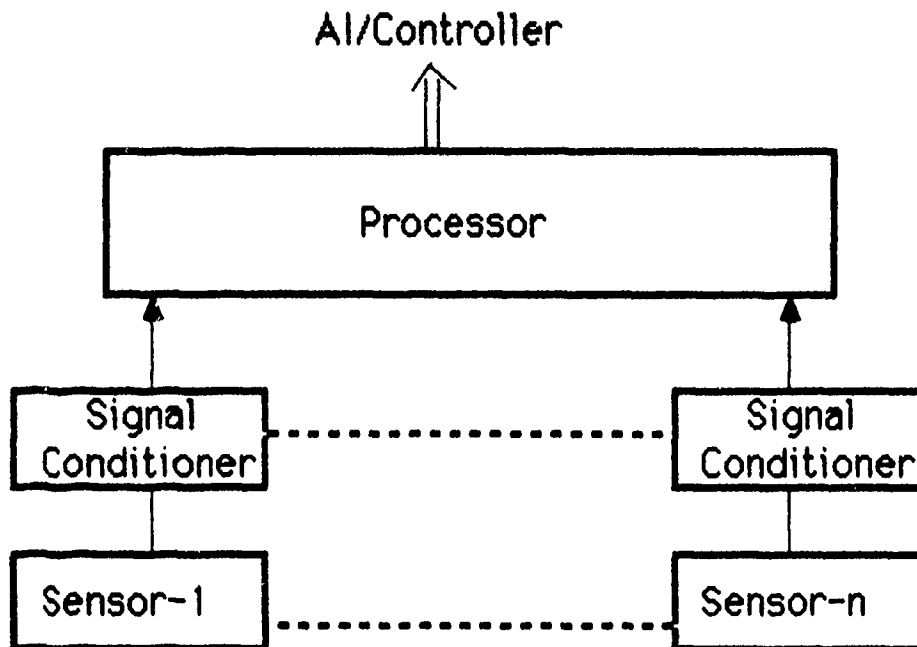 AI/Controller
Processor
Signal
Conditioner
Signal
Conditioner
Sensor-1
Sensor-n